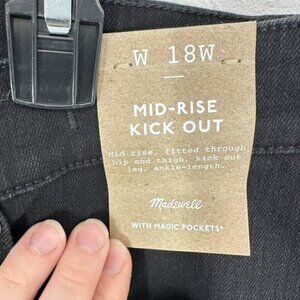 W 18W
MID-RISE
KICK OUT
Mid rise, fitted through
hip and thigh, kick out
leg, ankle-length.
Madewell
WITH MAGIC POCKETS*